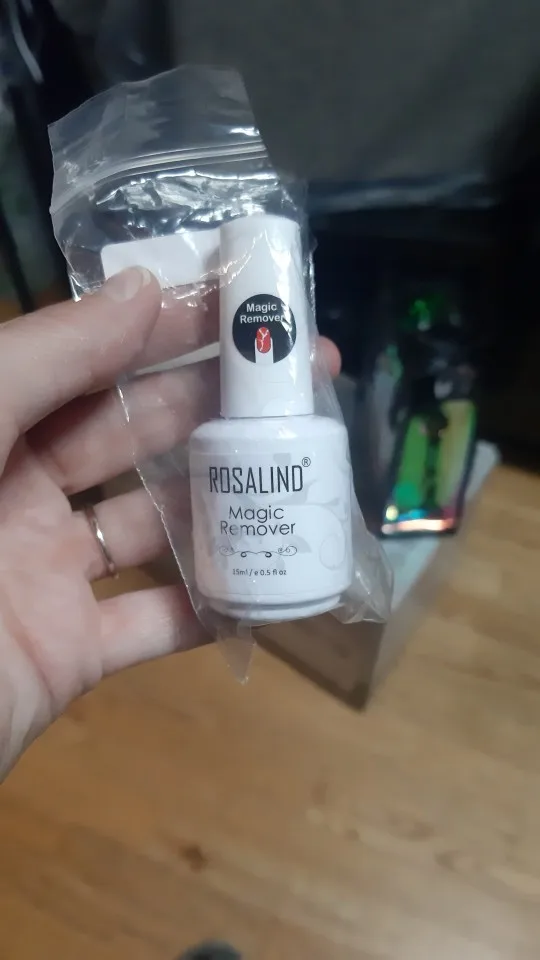 Magic
Remover
ROSALIND®
Magic
Remover
15ml / e 0.5 fl oz